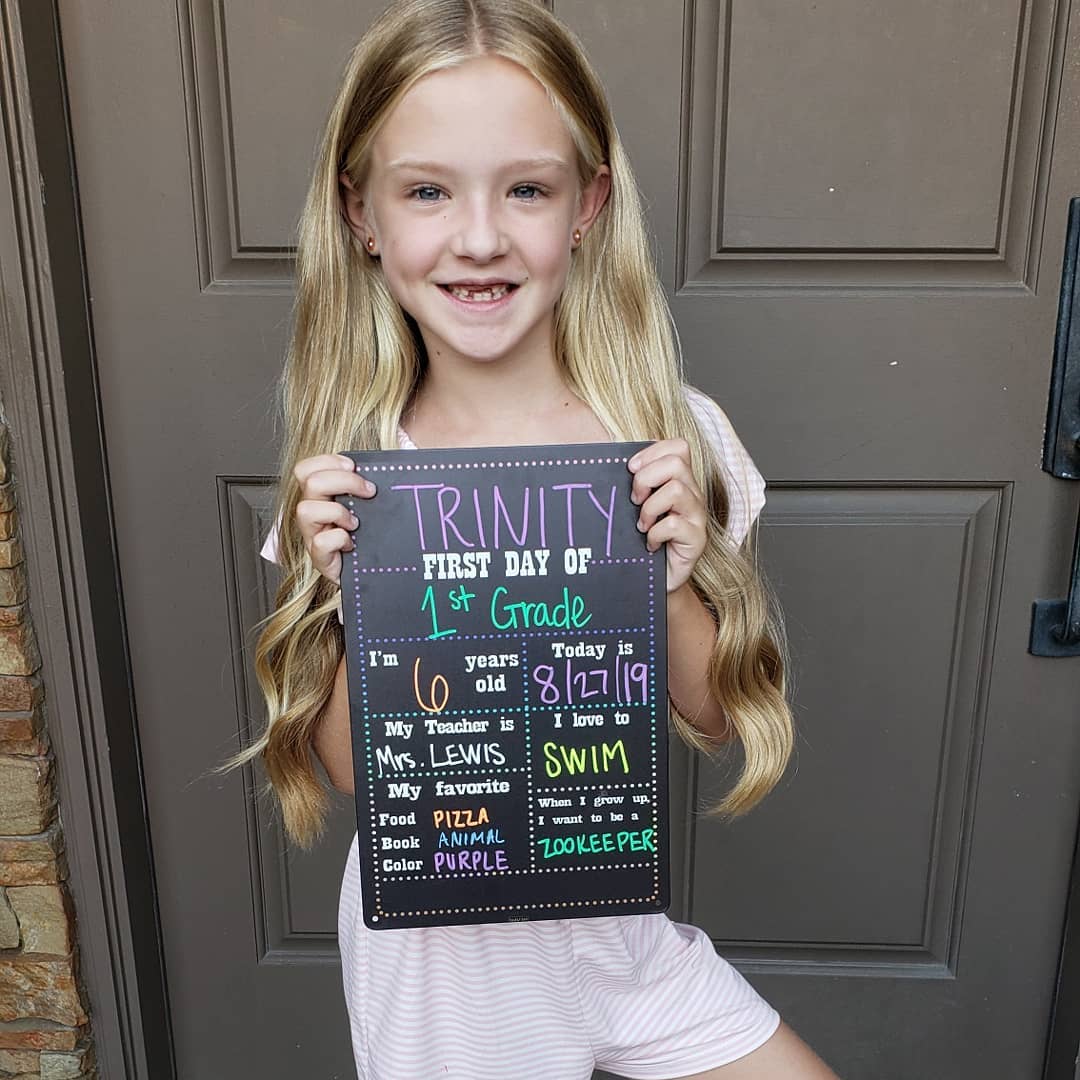 TRINITY
FIRST DAY OF
1st Grade
I'm 6 years old
Today is
8/27/19
My Teacher is
Mrs. LEWIS
I love to
SWIM
My favorite
Food PIZZA
Book ANIMAL
Color PURPLE
When I grow up,
I want to be a
ZOOKEEPER